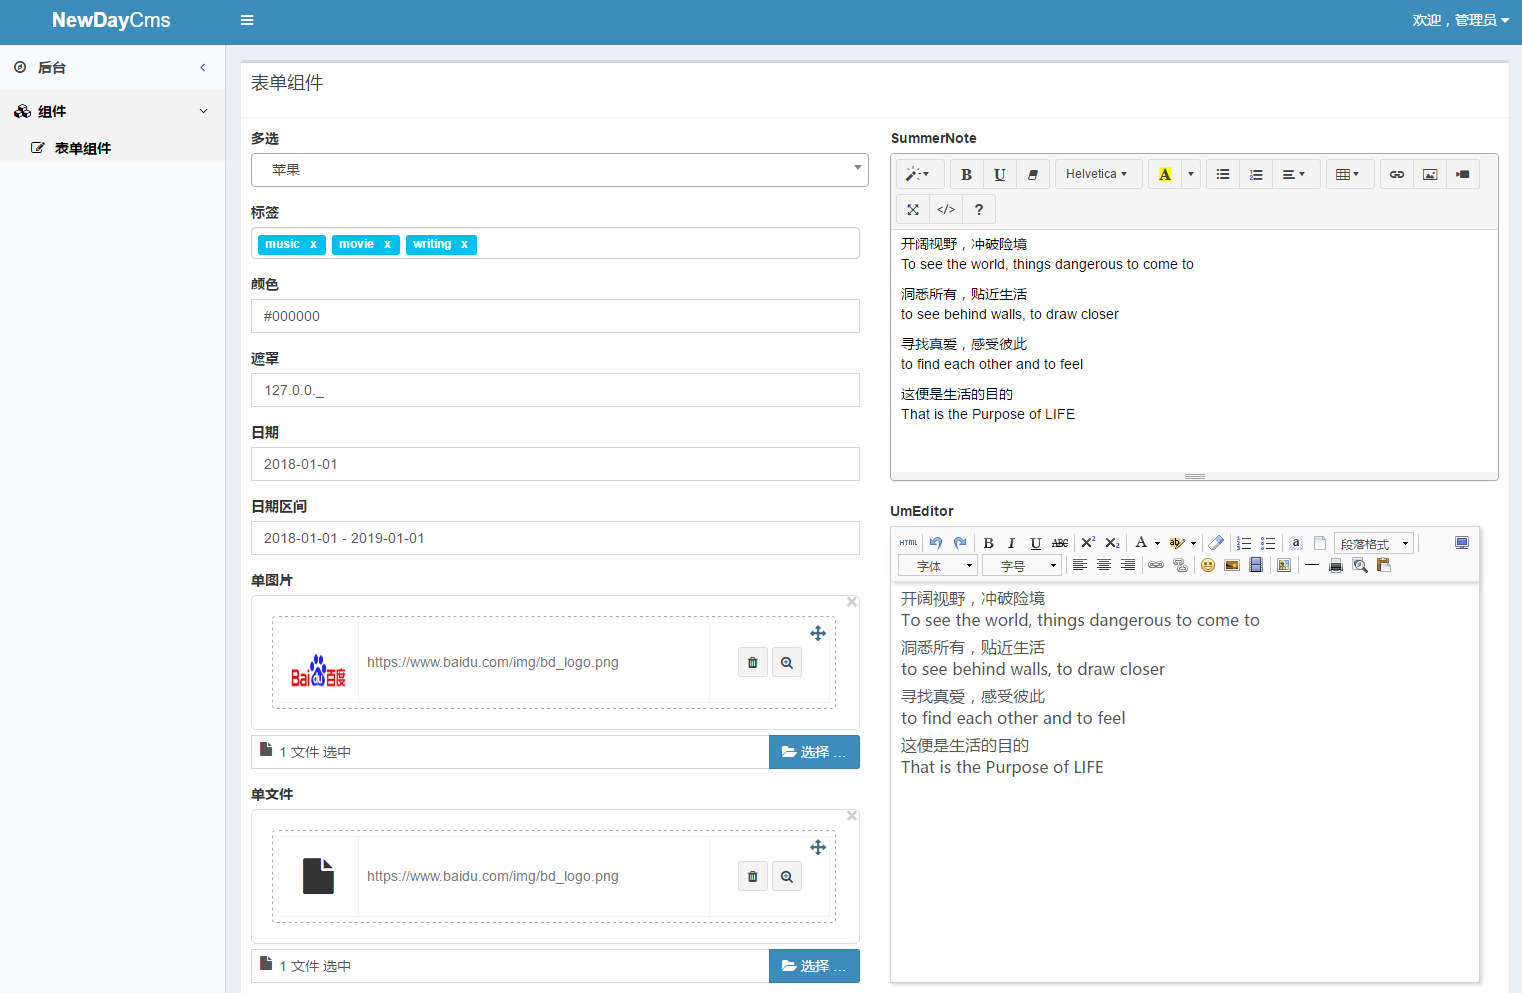 NewDayCms
欢迎，管理员
后台
组件
表单组件
表单组件
多选
苹果
标签
music x movie x writing x
颜色
#000000
遮罩
127.0.0._
日期
2018-01-01
日期区间
2018-01-01 - 2019-01-01
单图片
×
Bai du 百度
https://www.baidu.com/img/bd_logo.png
1 文件 选中
选择 ...
单文件
×
https://www.baidu.com/img/bd_logo.png
1 文件 选中
选择 ...
SummerNote
B U Helvetica A
</> ?
开阔视野，冲破险境
To see the world, things dangerous to come to
洞悉所有，贴近生活
to see behind walls, to draw closer
寻找真爱，感受彼此
to find each other and to feel
这便是生活的目的
That is the Purpose of LIFE
UmEditor
HTML B I U ABC X² X₂ A ab a 段落格式
字体 字号
开阔视野，冲破险境
To see the world, things dangerous to come to
洞悉所有，贴近生活
to see behind walls, to draw closer
寻找真爱，感受彼此
to find each other and to feel
这便是生活的目的
That is the Purpose of LIFE